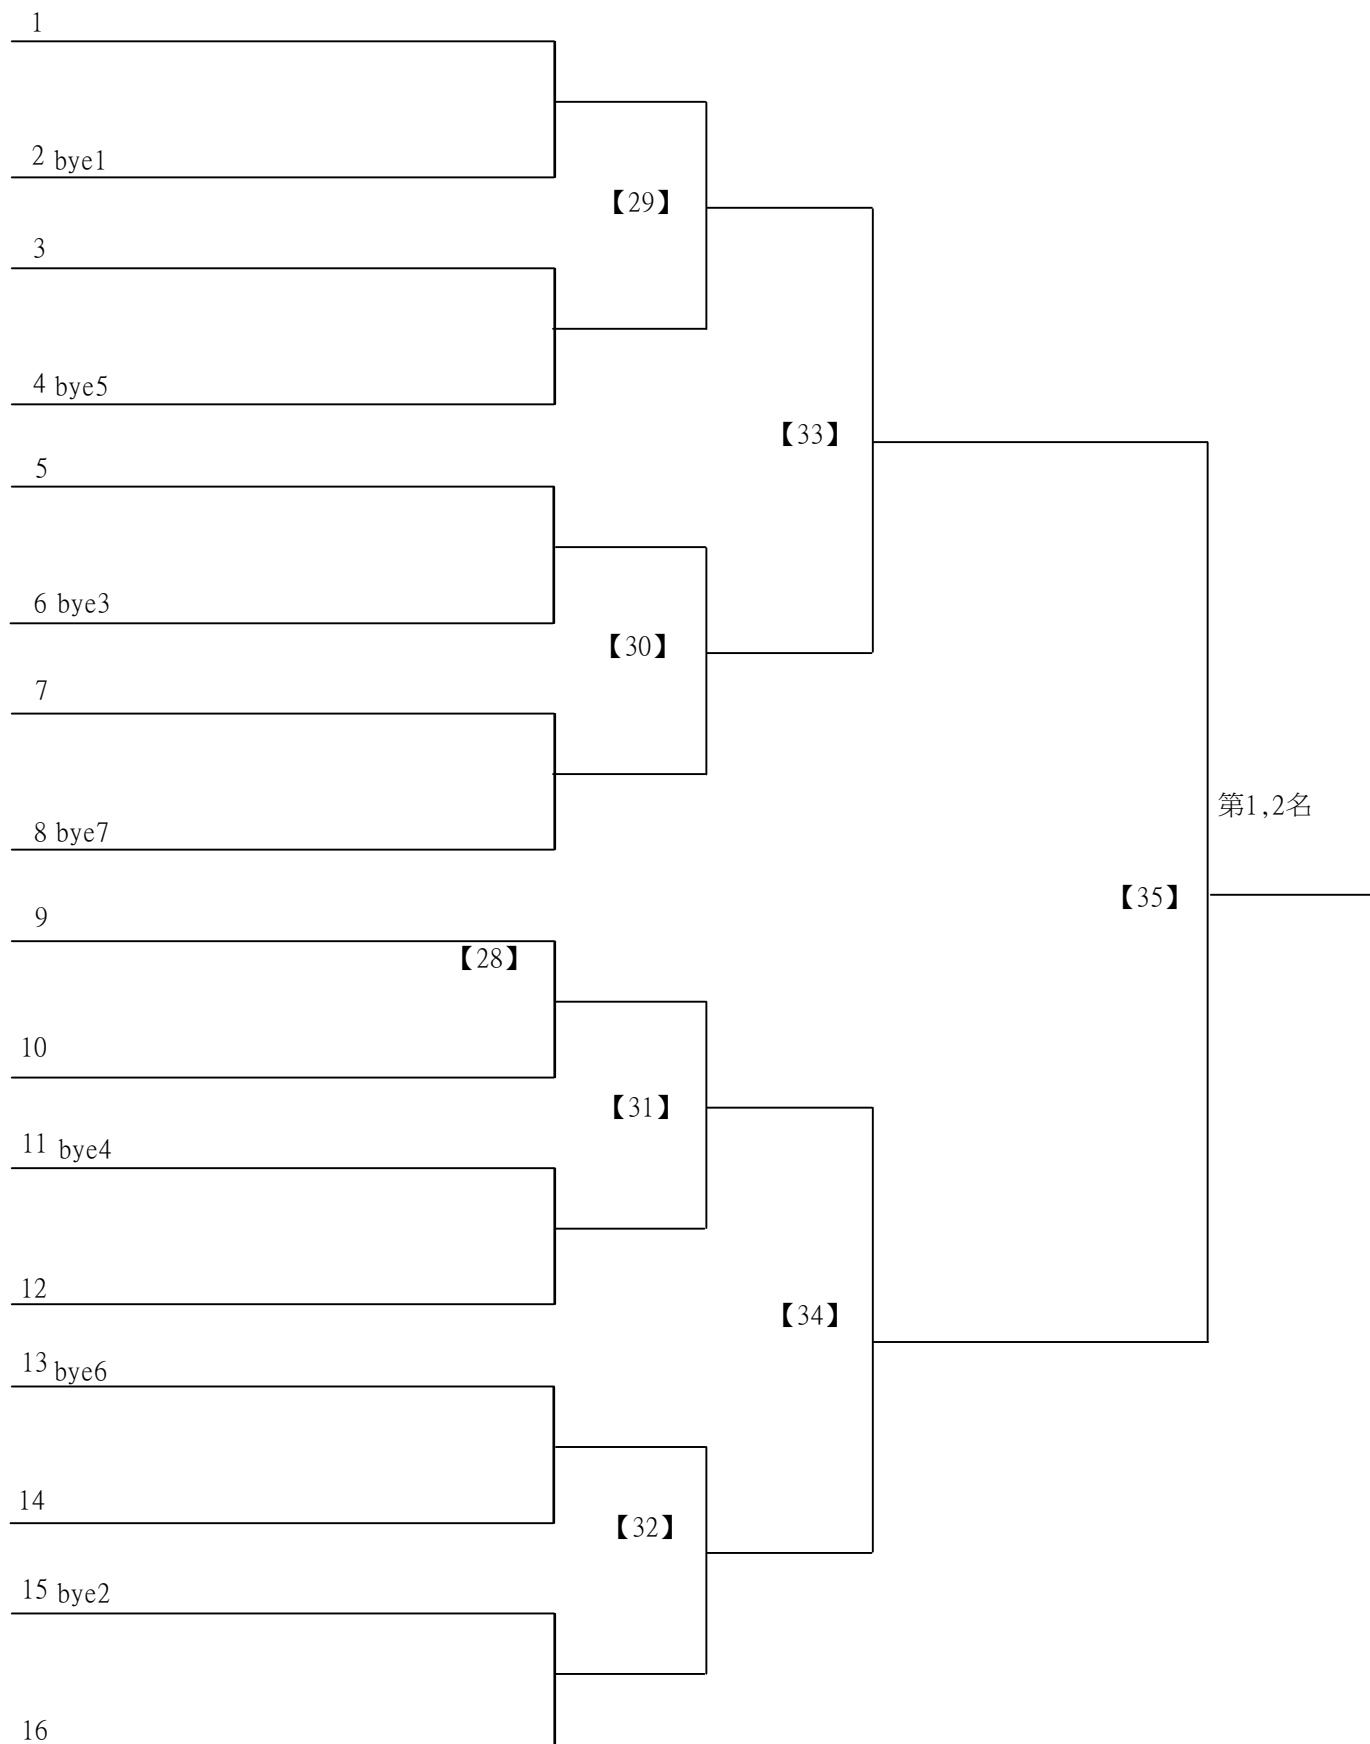 1
2 bye1
【29】
3
4 bye5
【33】
5
6 bye3
【30】
7
8 bye7
第1,2名
【35】
9
【28】
10
【31】
11 bye4
12
【34】
13 bye6
14
【32】
15 bye2
16